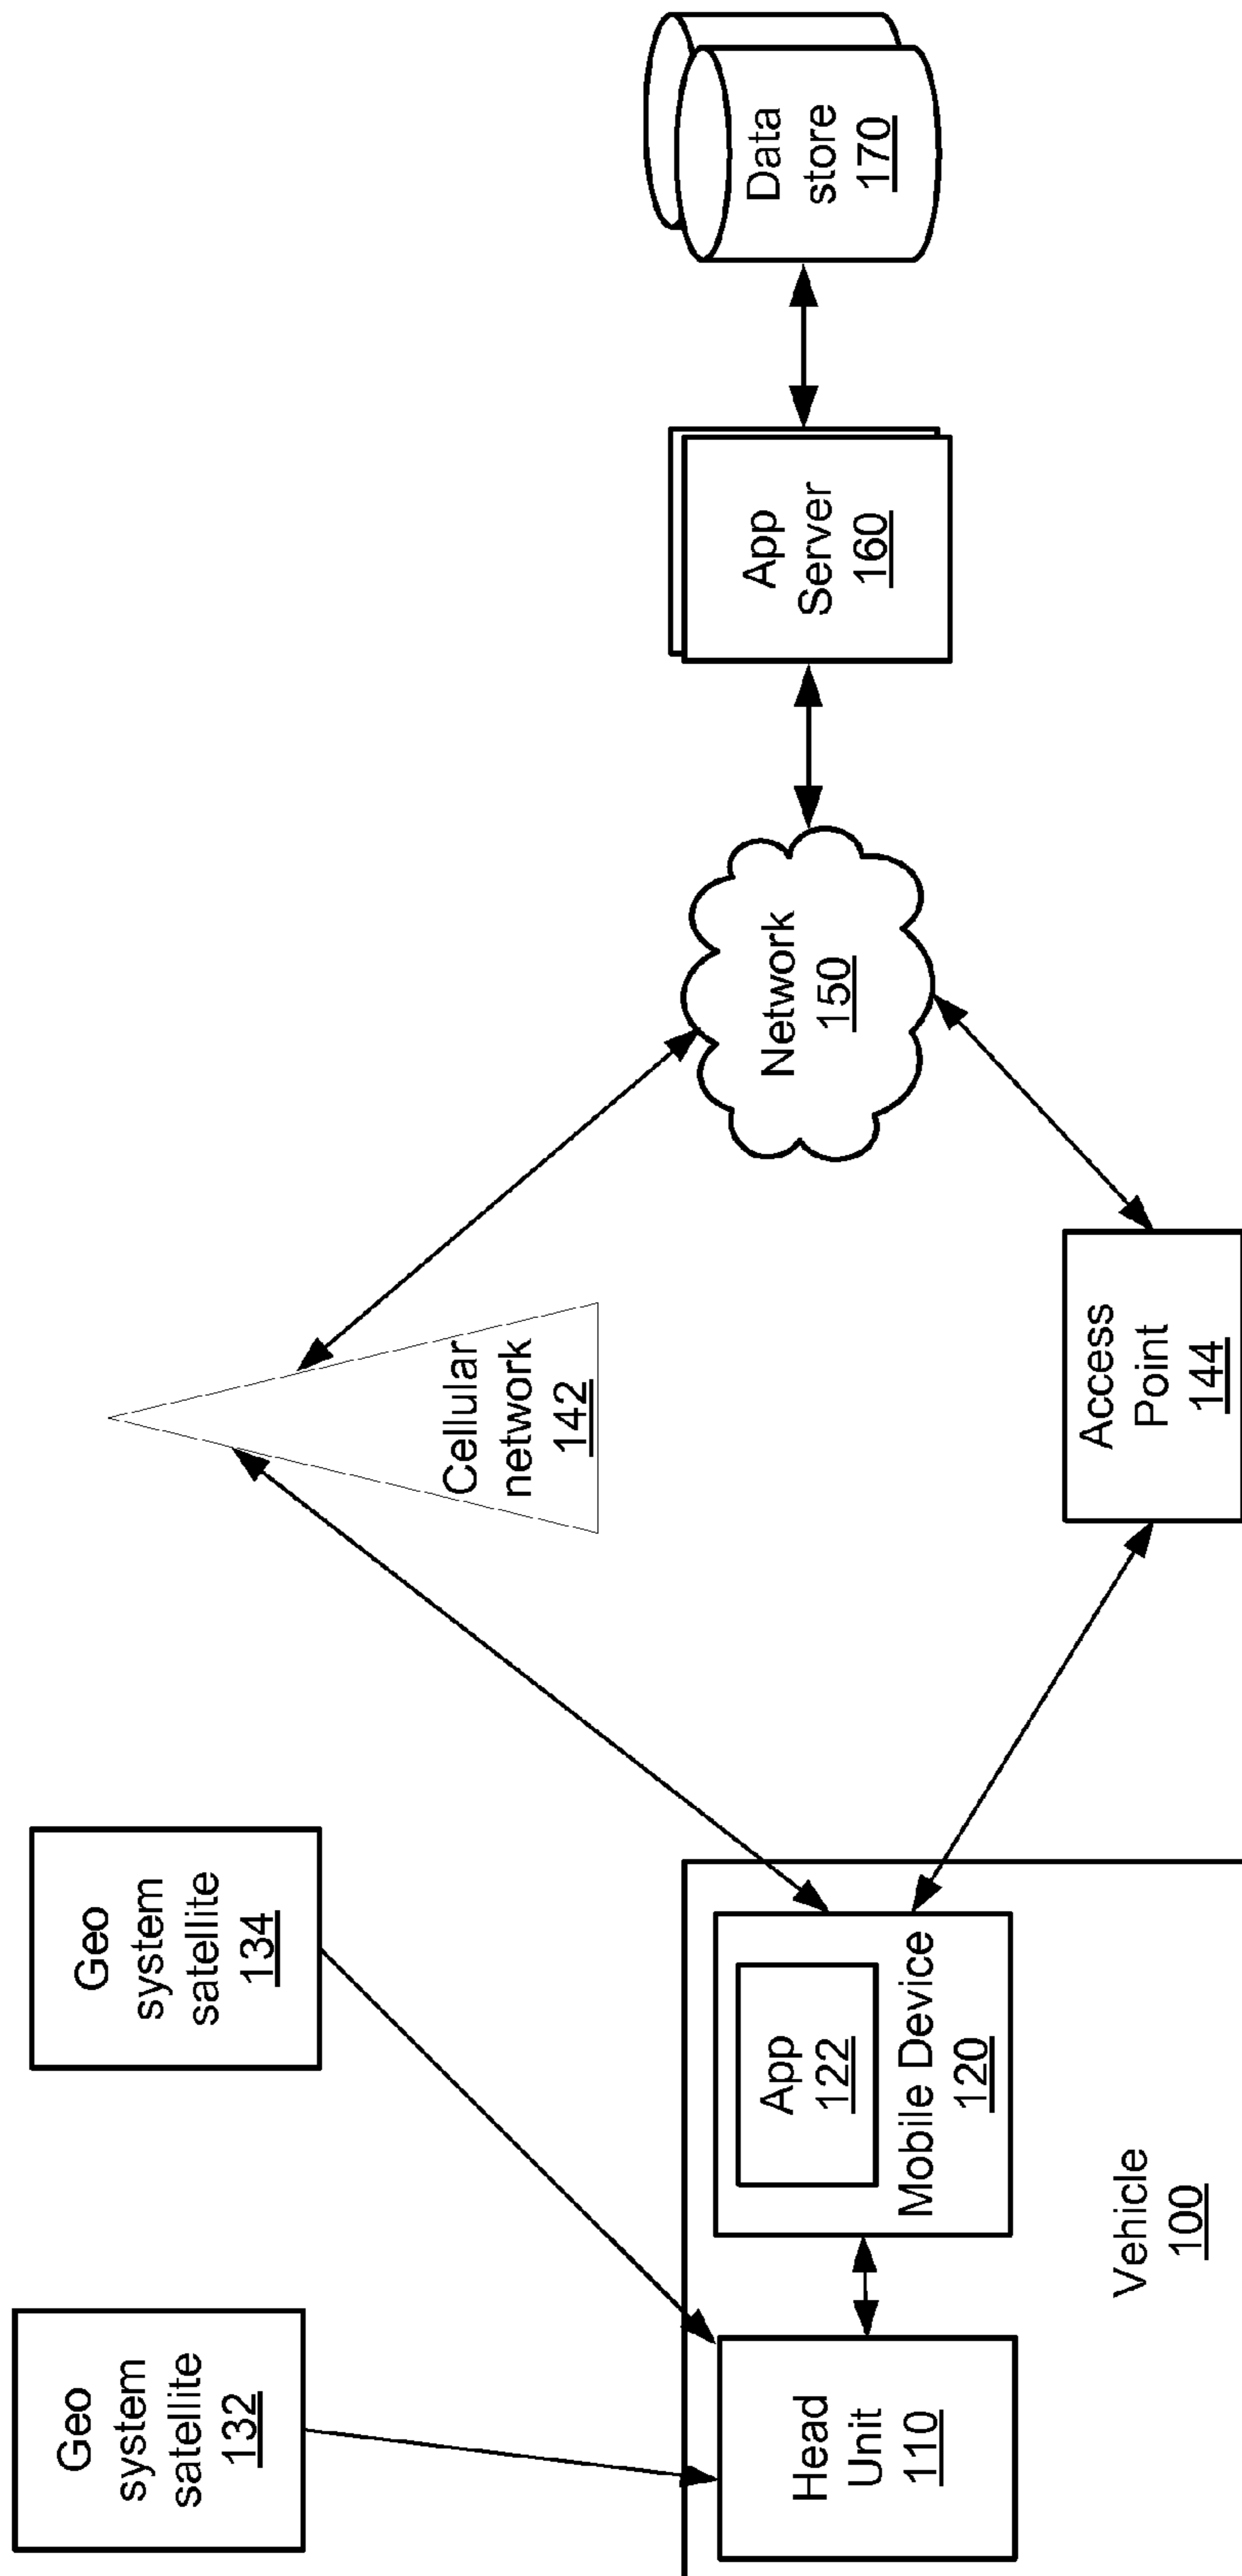 Geo
system
satellite
132
Geo
system
satellite
134
Cellular
network
142
Head
Unit
110
App
122
Mobile Device
120
Vehicle
100
Access
Point
144
Network
150
App
Server
160
Data
store
170